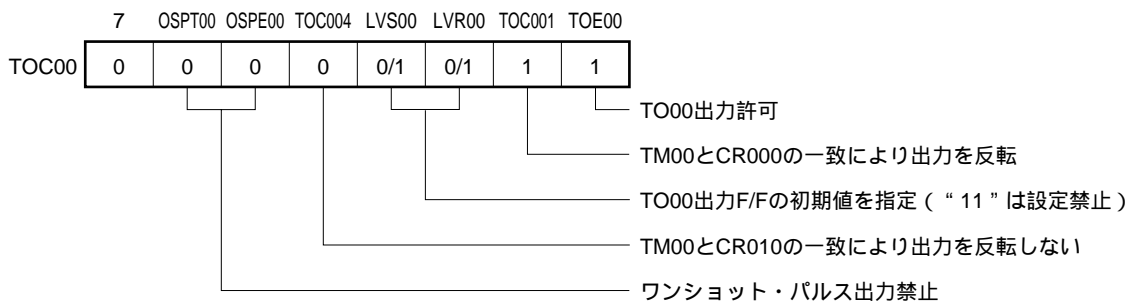 7 OSPT00 OSPE00 TOC004 LVS00 LVR00 TOC001 TOE00
TOC00 0 0 0 0 0/1 0/1 1 1
TO00出力許可
TM00とCR000の一致により出力を反転
TO00出力F/Fの初期値を指定（“11”は設定禁止）
TM00とCR010の一致により出力を反転しない
ワンショット・パルス出力禁止